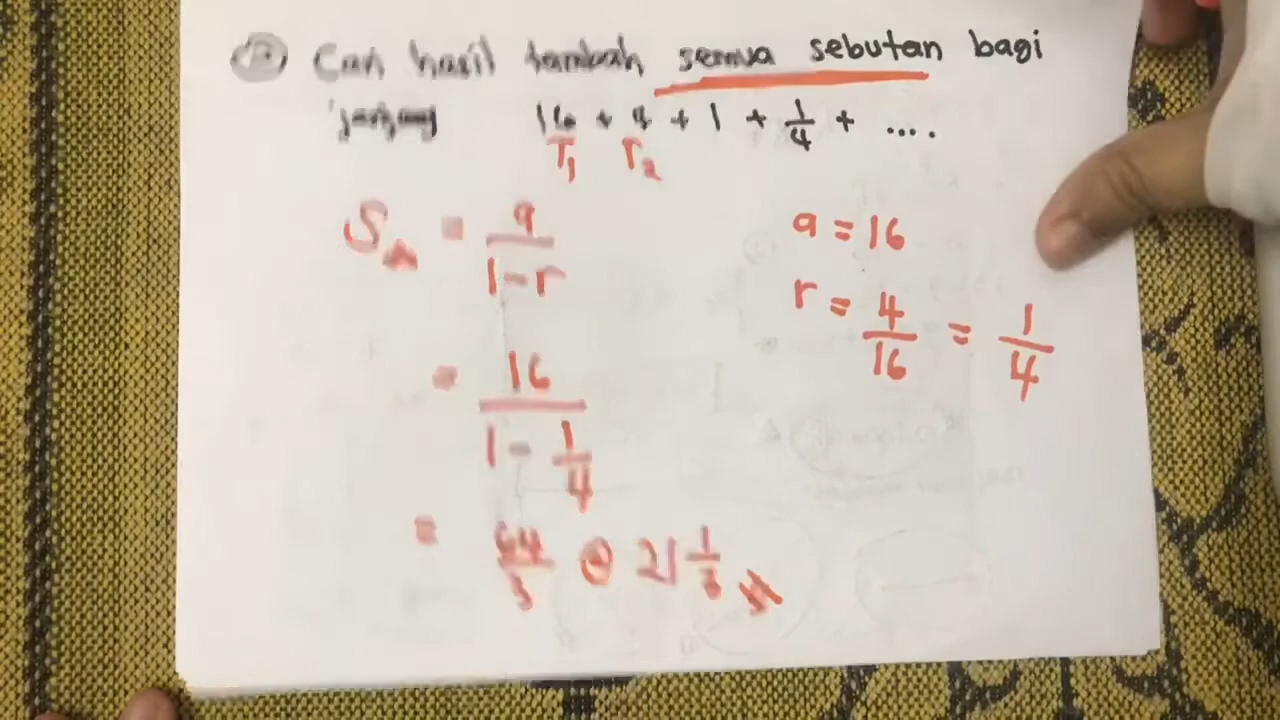 Cari hasil tambah semua sebutan bagi
janjang 16 + 4 + 1 + 1/4 + ....
T1 T2
S∞ = a/(1-r)
a = 16
r = 4/16 = 1/4
= 16/(1 - 1/4)
= 64/3 @ 21 1/3